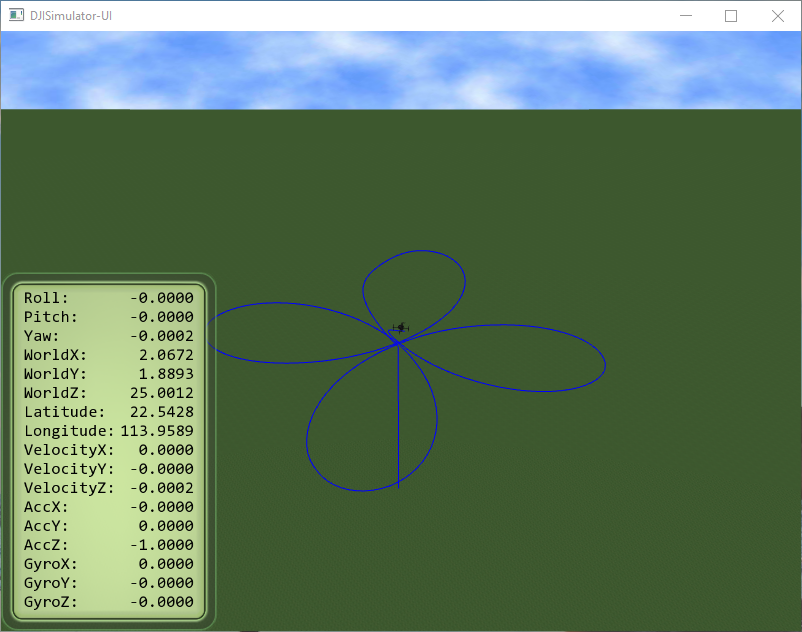 DJISimulator-UI
Roll: -0.0000
Pitch: -0.0000
Yaw: -0.0002
WorldX: 2.0672
WorldY: 1.8893
WorldZ: 25.0012
Latitude: 22.5428
Longitude: 113.9589
VelocityX: 0.0000
VelocityY: -0.0000
VelocityZ: -0.0002
AccX: -0.0000
AccY: 0.0000
AccZ: -1.0000
GyroX: 0.0000
GyroY: -0.0000
GyroZ: -0.0000